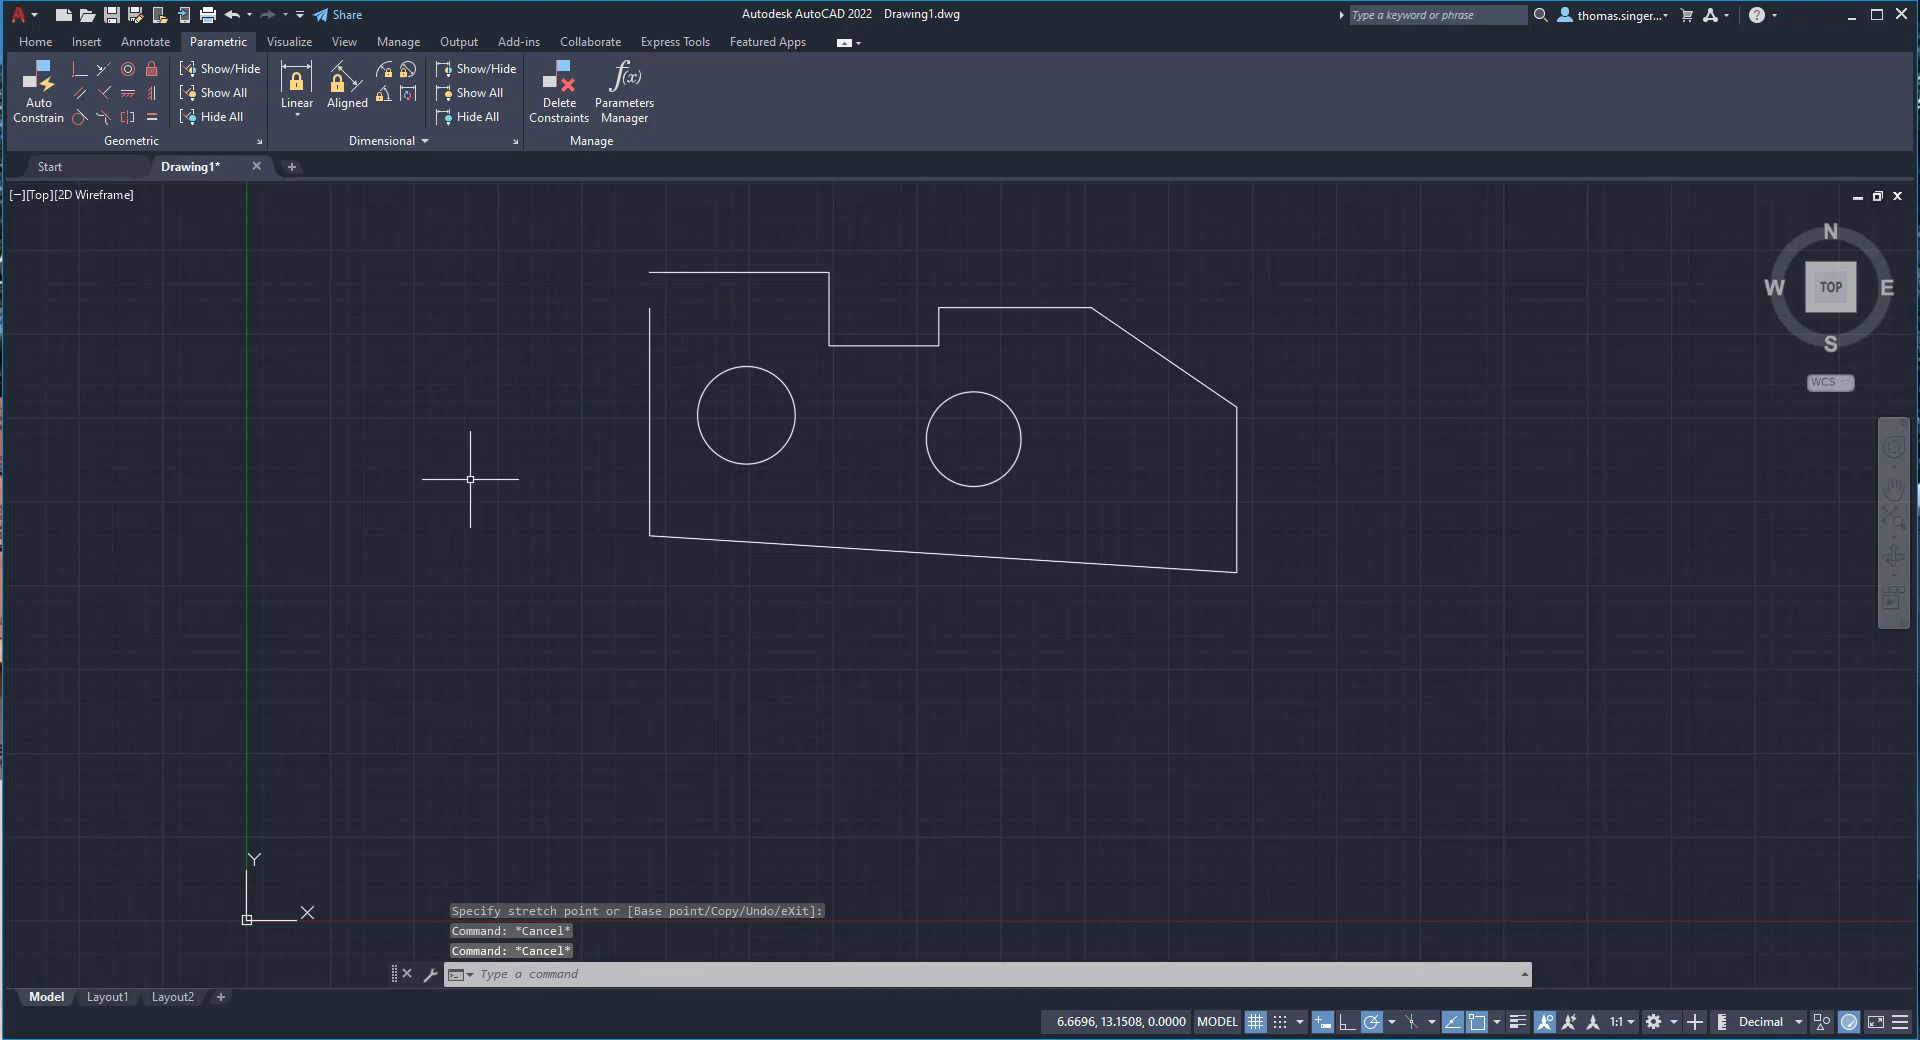 Share
Autodesk AutoCAD 2022 Drawing1.dwg
Type a keyword or phrase
thomas.singer...
Home Insert Annotate Parametric Visualize View Manage Output Add-ins Collaborate Express Tools Featured Apps
Auto Constrain
Show/Hide
Show All
Hide All
Geometric
Linear
Aligned
Show/Hide
Show All
Hide All
Dimensional
Delete Constraints
f(x)
Parameters Manager
Manage
Start Drawing1*
[−][Top][2D Wireframe]
N
W TOP E
S
WCS
Y
X
Specify stretch point or [Base point/Copy/Undo/eXit]:
Command: *Cancel*
Command: *Cancel*
Type a command
Model Layout1 Layout2
6.6696, 13.1508, 0.0000 MODEL 1:1 Decimal